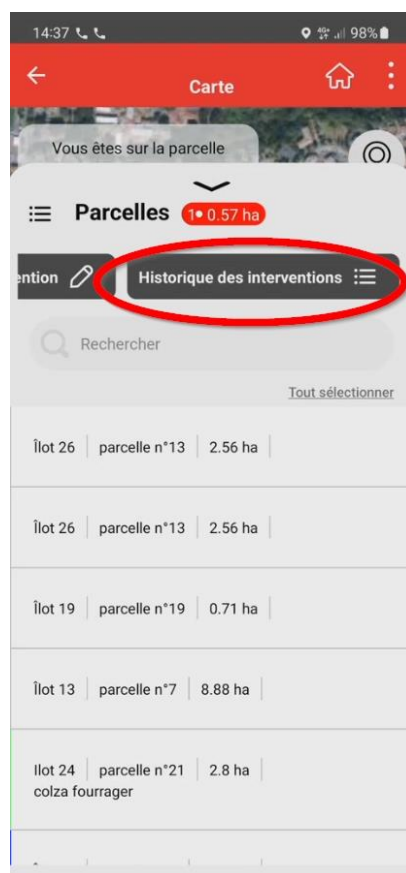 14:37 4G+ 98%
Carte
Vous êtes sur la parcelle
Parcelles 1• 0.57 ha
ention Historique des interventions
Rechercher
Tout sélectionner
Îlot 26 parcelle n°13 2.56 ha
Îlot 26 parcelle n°13 2.56 ha
Îlot 19 parcelle n°19 0.71 ha
Îlot 13 parcelle n°7 8.88 ha
Ilot 24 parcelle n°21 2.8 ha
colza fourrager